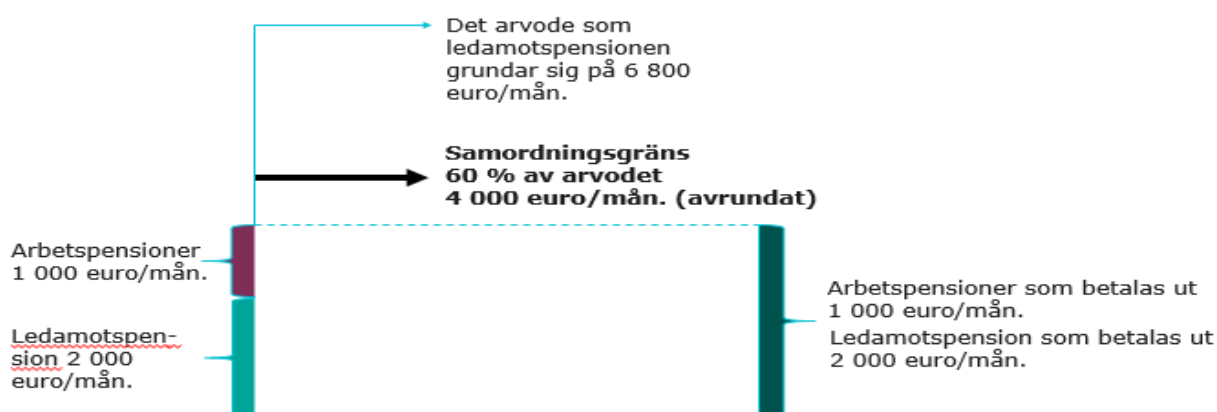 Det arvode som
ledamotspensionen
grundar sig på 6 800
euro/mån.
Samordningsgräns
60 % av arvodet
4 000 euro/mån. (avrundat)
Arbetspensioner
1 000 euro/mån.
Ledamotspen-
sion 2 000
euro/mån.
Arbetspensioner som betalas ut
1 000 euro/mån.
Ledamotspension som betalas ut
2 000 euro/mån.